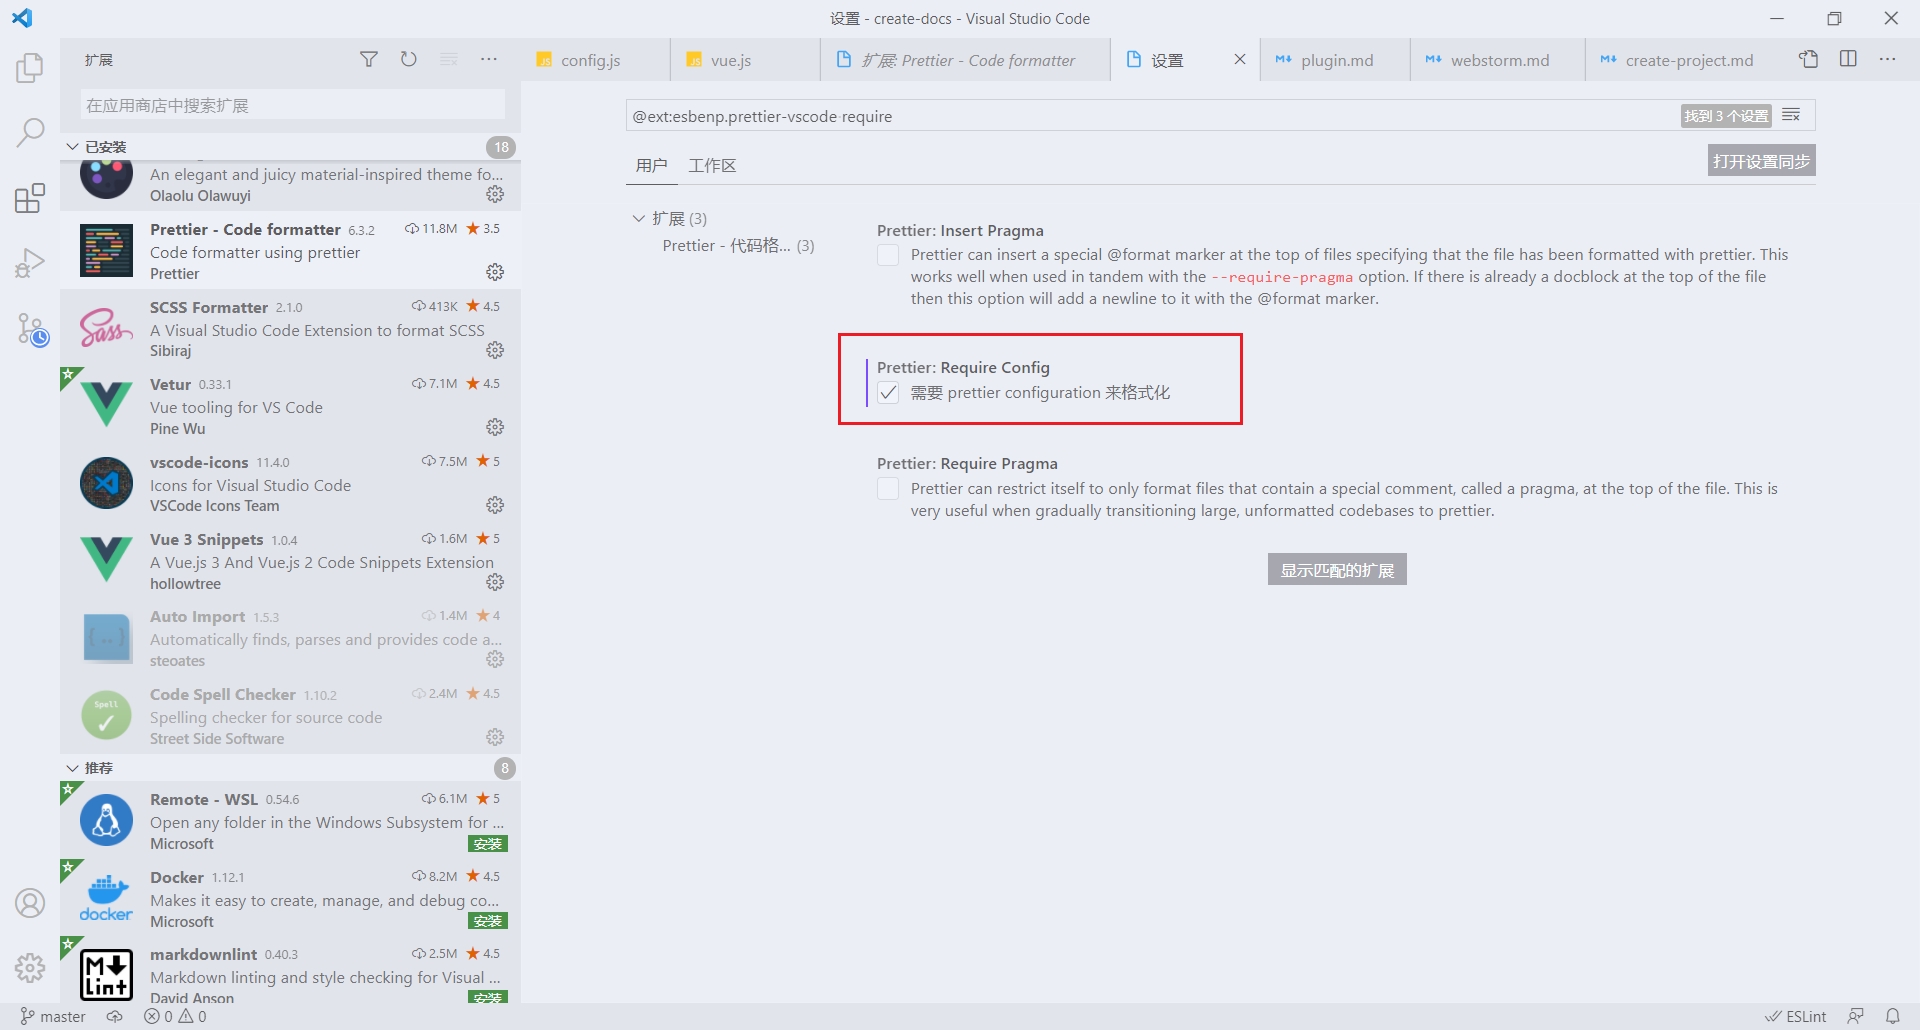 设置 - create-docs - Visual Studio Code
扩展
在应用商店中搜索扩展
已安装
18
An elegant and juicy material-inspired theme fo...
Olaolu Olawuyi
Prettier - Code formatter 6.3.2 11.8M 3.5
Code formatter using prettier
Prettier
SCSS Formatter 2.1.0 413K 4.5
A Visual Studio Code Extension to format SCSS
Sibiraj
Sass
Vetur 0.33.1 7.1M 4.5
Vue tooling for VS Code
Pine Wu
vscode-icons 11.4.0 7.5M 5
Icons for Visual Studio Code
VSCode Icons Team
Vue 3 Snippets 1.0.4 1.6M 5
A Vue.js 3 And Vue.js 2 Code Snippets Extension
hollowtree
Auto Import 1.5.3 1.4M 4
Automatically finds, parses and provides code a...
steoates
{..}
Code Spell Checker 1.10.2 2.4M 4.5
Spelling checker for source code
Street Side Software
Spell
推荐
8
Remote - WSL 0.54.6 6.1M 5
Open any folder in the Windows Subsystem for ...
Microsoft
安装
Docker 1.12.1 8.2M 4.5
Makes it easy to create, manage, and debug co...
Microsoft
安装
docker
markdownlint 0.40.3 2.5M 4.5
Markdown linting and style checking for Visual ...
David Anson
安装
M Lint
JS config.js
JS vue.js
扩展: Prettier - Code formatter
设置
M plugin.md
M webstorm.md
M create-project.md
@ext:esbenp.prettier-vscode require
找到 3 个设置
用户 工作区
打开设置同步
扩展 (3)
Prettier - 代码格... (3)
Prettier: Insert Pragma
Prettier can insert a special @format marker at the top of files specifying that the file has been formatted with prettier. This
works well when used in tandem with the --require-pragma option. If there is already a docblock at the top of the file
then this option will add a newline to it with the @format marker.
Prettier: Require Config
需要 prettier configuration 来格式化
Prettier: Require Pragma
Prettier can restrict itself to only format files that contain a special comment, called a pragma, at the top of the file. This is
very useful when gradually transitioning large, unformatted codebases to prettier.
显示匹配的扩展
master
0 0
ESLint